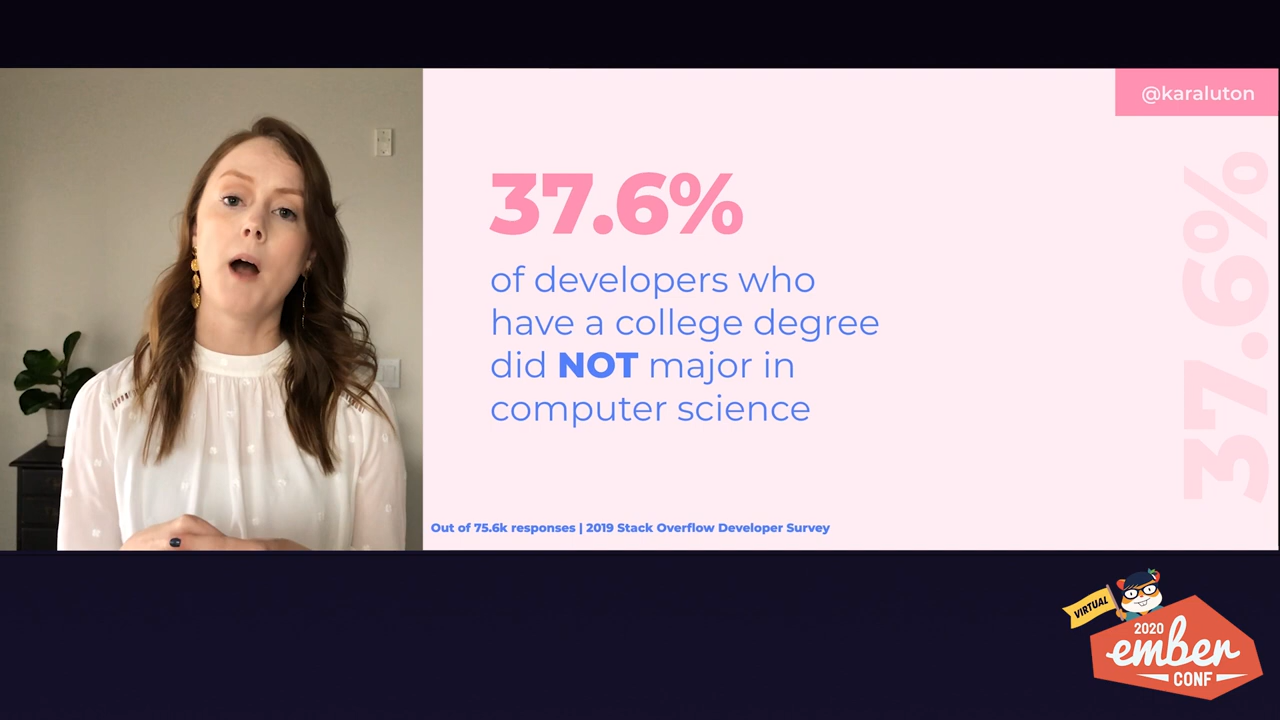 @karaluton
37.6%
of developers who
have a college degree
did NOT major in
computer science
37.6%
Out of 75.6k responses | 2019 Stack Overflow Developer Survey
VIRTUAL
2020
ember
CONF